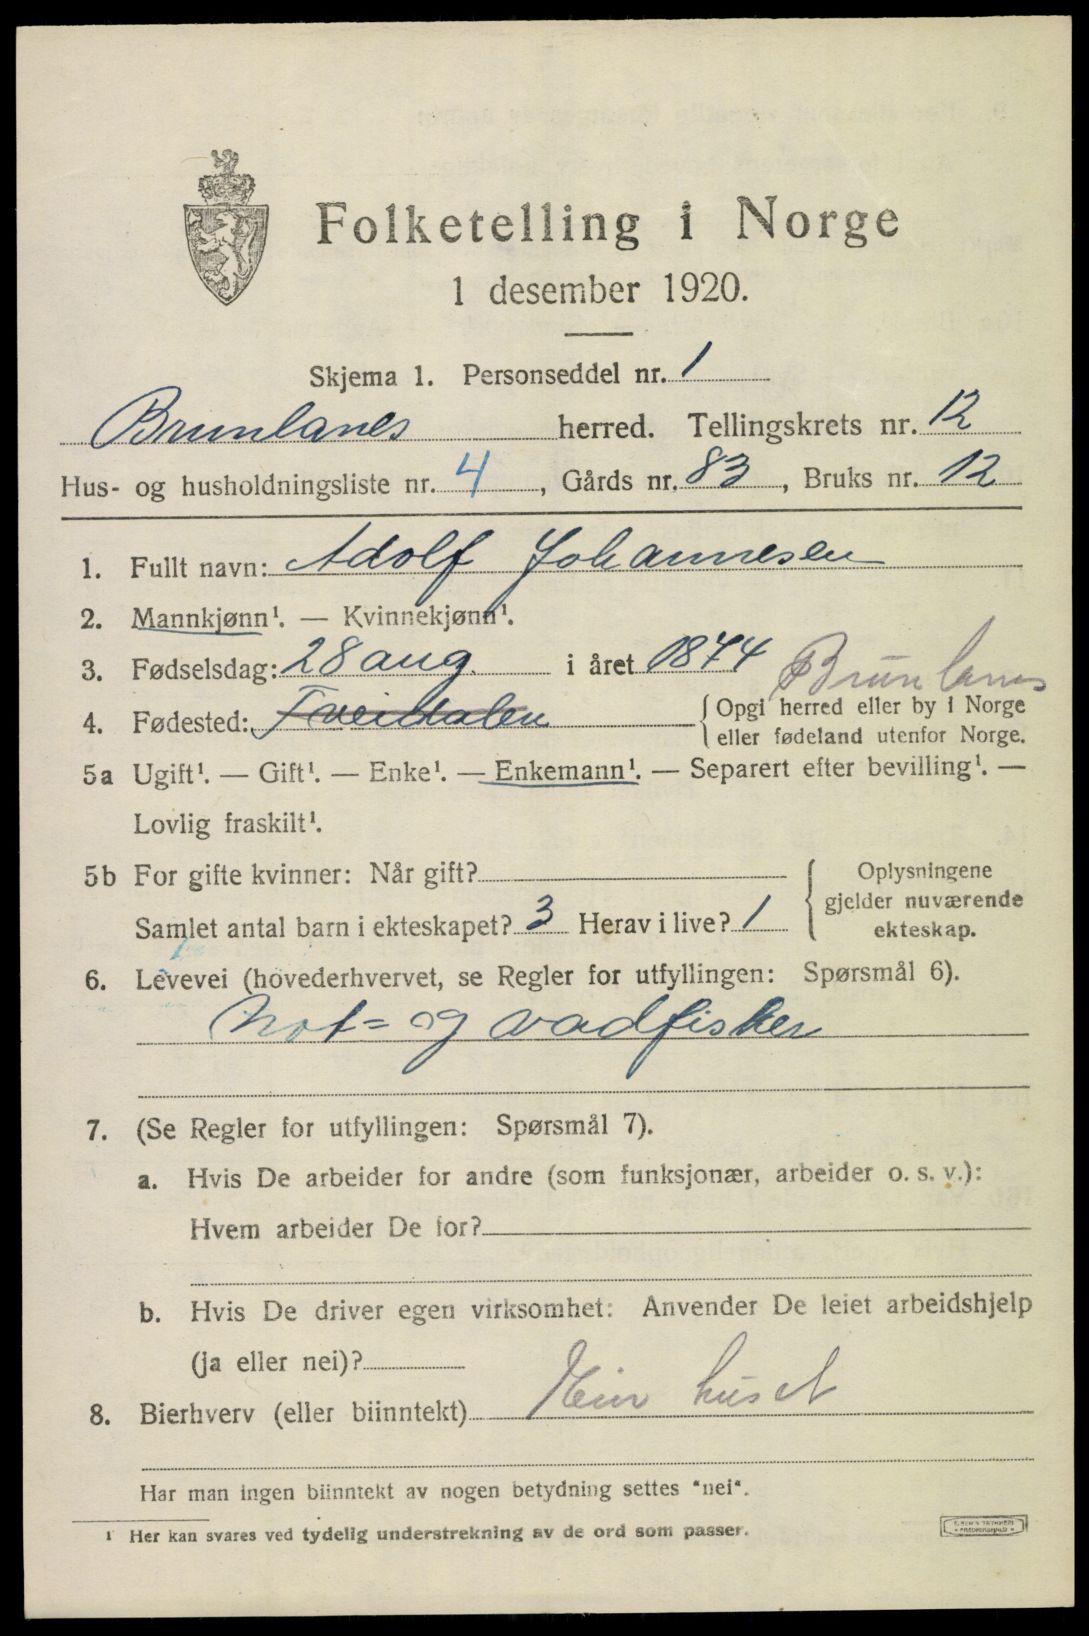 Folketelling i Norge
1 desember 1920.
Skjema 1. Personseddel nr. 1
Brunlanes herred. Tellingskrets nr. 12
Hus- og husholdningsliste nr. 4, Gårds nr. 83, Bruks nr. 12
1. Fullt navn: Adolf Johannesen
2. Mannkjønn¹. — Kvinnekjønn¹.
3. Fødselsdag: 28 aug. i året 1874
Brunlanes
4. Fødested: Tveidalen { Opgi herred eller by i Norge
eller fødeland utenfor Norge.
5a Ugift¹. — Gift¹. — Enke¹. — Enkemann¹. — Separert efter bevilling¹. —
Lovlig fraskilt¹.
5b For gifte kvinner: Når gift?
Samlet antal barn i ekteskapet? 3 Herav i live? 1
{ Oplysningene
gjelder nuværende
ekteskap.
6. Levevei (hovederhvervet, se Regler for utfyllingen: Spørsmål 6).
Not= og vadfisker
7. (Se Regler for utfyllingen: Spørsmål 7).
a. Hvis De arbeider for andre (som funksjonær, arbeider o. s. v.):
Hvem arbeider De for?
b. Hvis De driver egen virksomhet: Anvender De leiet arbeidshjelp
(ja eller nei)?
8. Bierhverv (eller biinntekt) huset
Har man ingen biinntekt av nogen betydning settes "nei".
¹ Her kan svares ved tydelig understrekning av de ord som passer.